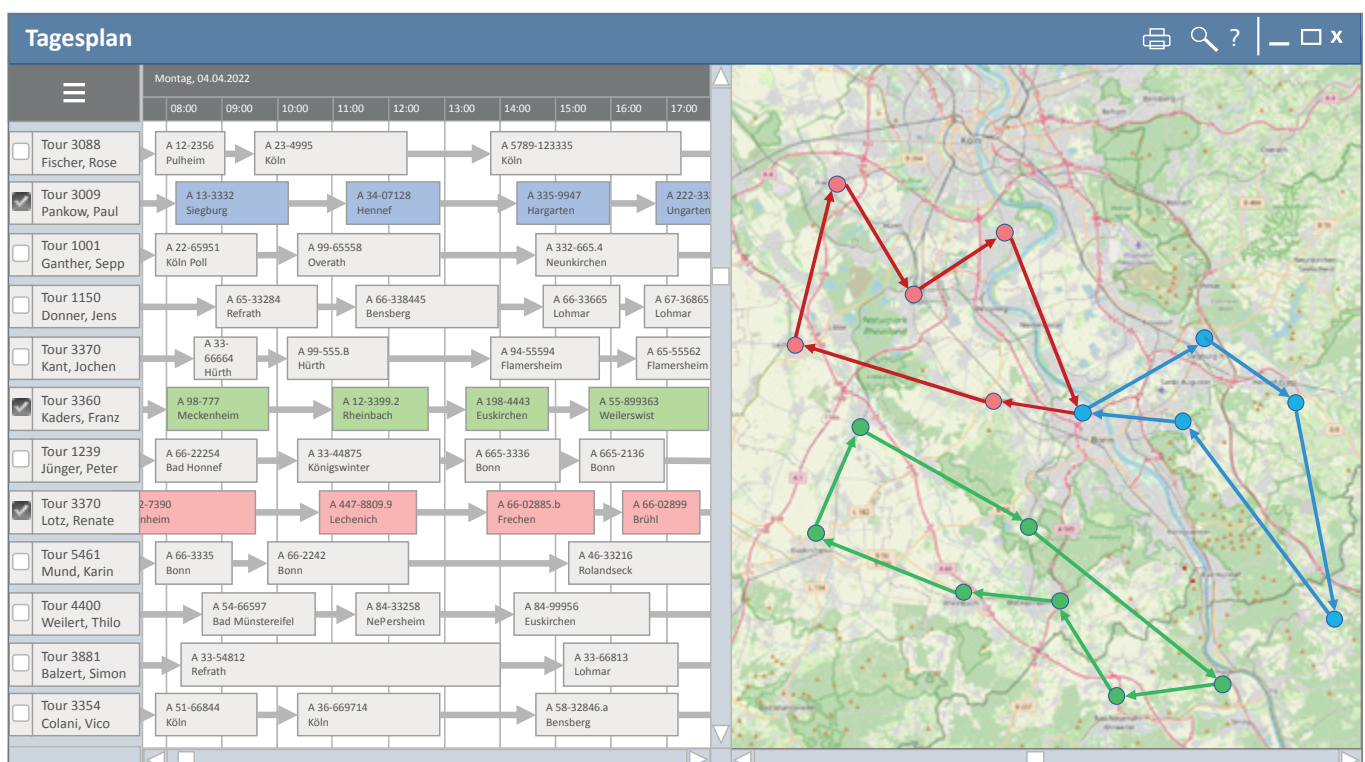 Tagesplan
?
x
Montag, 04.04.2022
08:00 09:00 10:00 11:00 12:00 13:00 14:00 15:00 16:00 17:00
Tour 3088
Fischer, Rose
A 12-2356
Pulheim
A 23-4995
Köln
A 5789-123335
Köln
Tour 3009
Pankow, Paul
A 13-3332
Siegburg
A 34-07128
Hennef
A 335-9947
Hargarten
A 222-33
Ungarten
Tour 1001
Ganther, Sepp
A 22-65951
Köln Poll
A 99-65558
Overath
A 332-665.4
Neunkirchen
Tour 1150
Donner, Jens
A 65-33284
Refrath
A 66-338445
Bensberg
A 66-33665
Lohmar
A 67-36865
Lohmar
Tour 3370
Kant, Jochen
A 33-
66664
Hürth
A 99-555.B
Hürth
A 94-55594
Flamersheim
A 65-55562
Flamersheim
Tour 3360
Kaders, Franz
A 98-777
Meckenheim
A 12-3399.2
Rheinbach
A 198-4443
Euskirchen
A 55-899363
Weilerswist
Tour 1239
Jünger, Peter
A 66-22254
Bad Honnef
A 33-44875
Königswinter
A 665-3336
Bonn
A 665-2136
Bonn
Tour 3370
Lotz, Renate
2-7390
nheim
A 447-8809.9
Lechenich
A 66-02885.b
Frechen
A 66-02899
Brühl
Tour 5461
Mund, Karin
A 66-3335
Bonn
A 66-2242
Bonn
A 46-33216
Rolandseck
Tour 4400
Weilert, Thilo
A 54-66597
Bad Münstereifel
A 84-33258
NePersheim
A 84-99956
Euskirchen
Tour 3881
Balzert, Simon
A 33-54812
Refrath
A 33-66813
Lohmar
Tour 3354
Colani, Vico
A 51-66844
Köln
A 36-669714
Köln
A 58-32846.a
Bensberg
Köln
Bonn